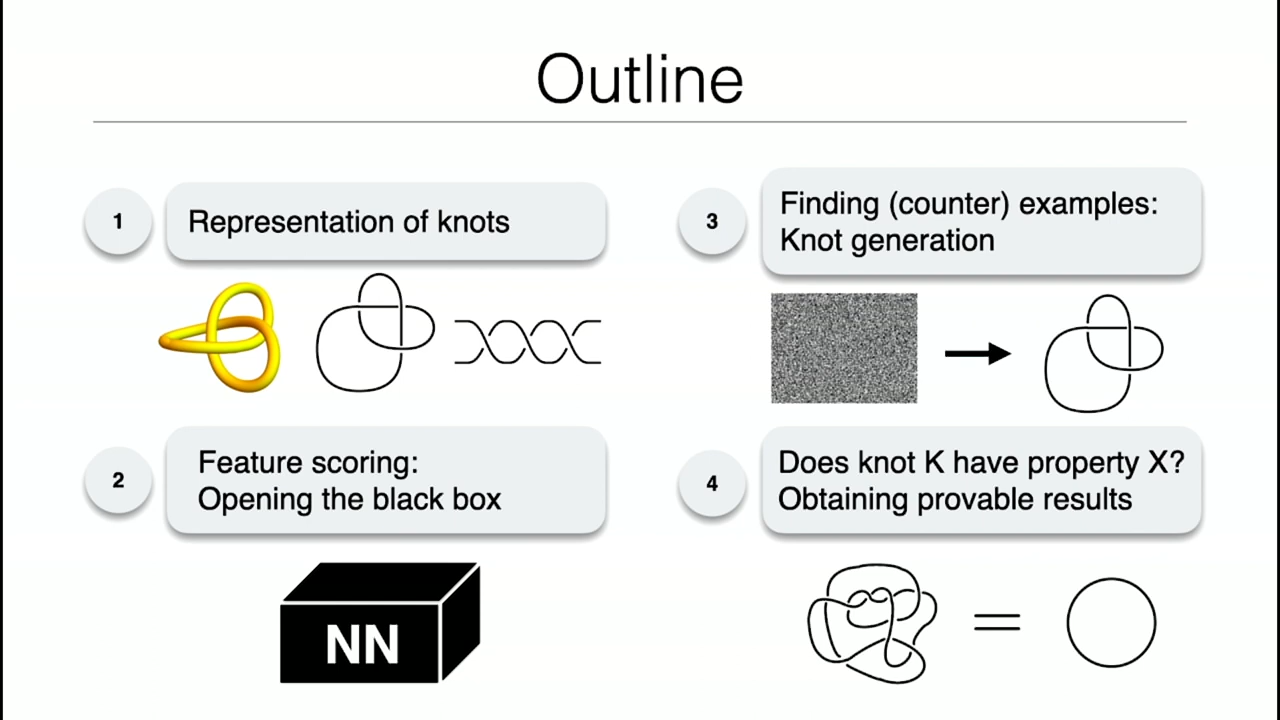 Outline
1
Representation of knots
2
Feature scoring:
Opening the black box
NN
3
Finding (counter) examples:
Knot generation
4
Does knot K have property X?
Obtaining provable results